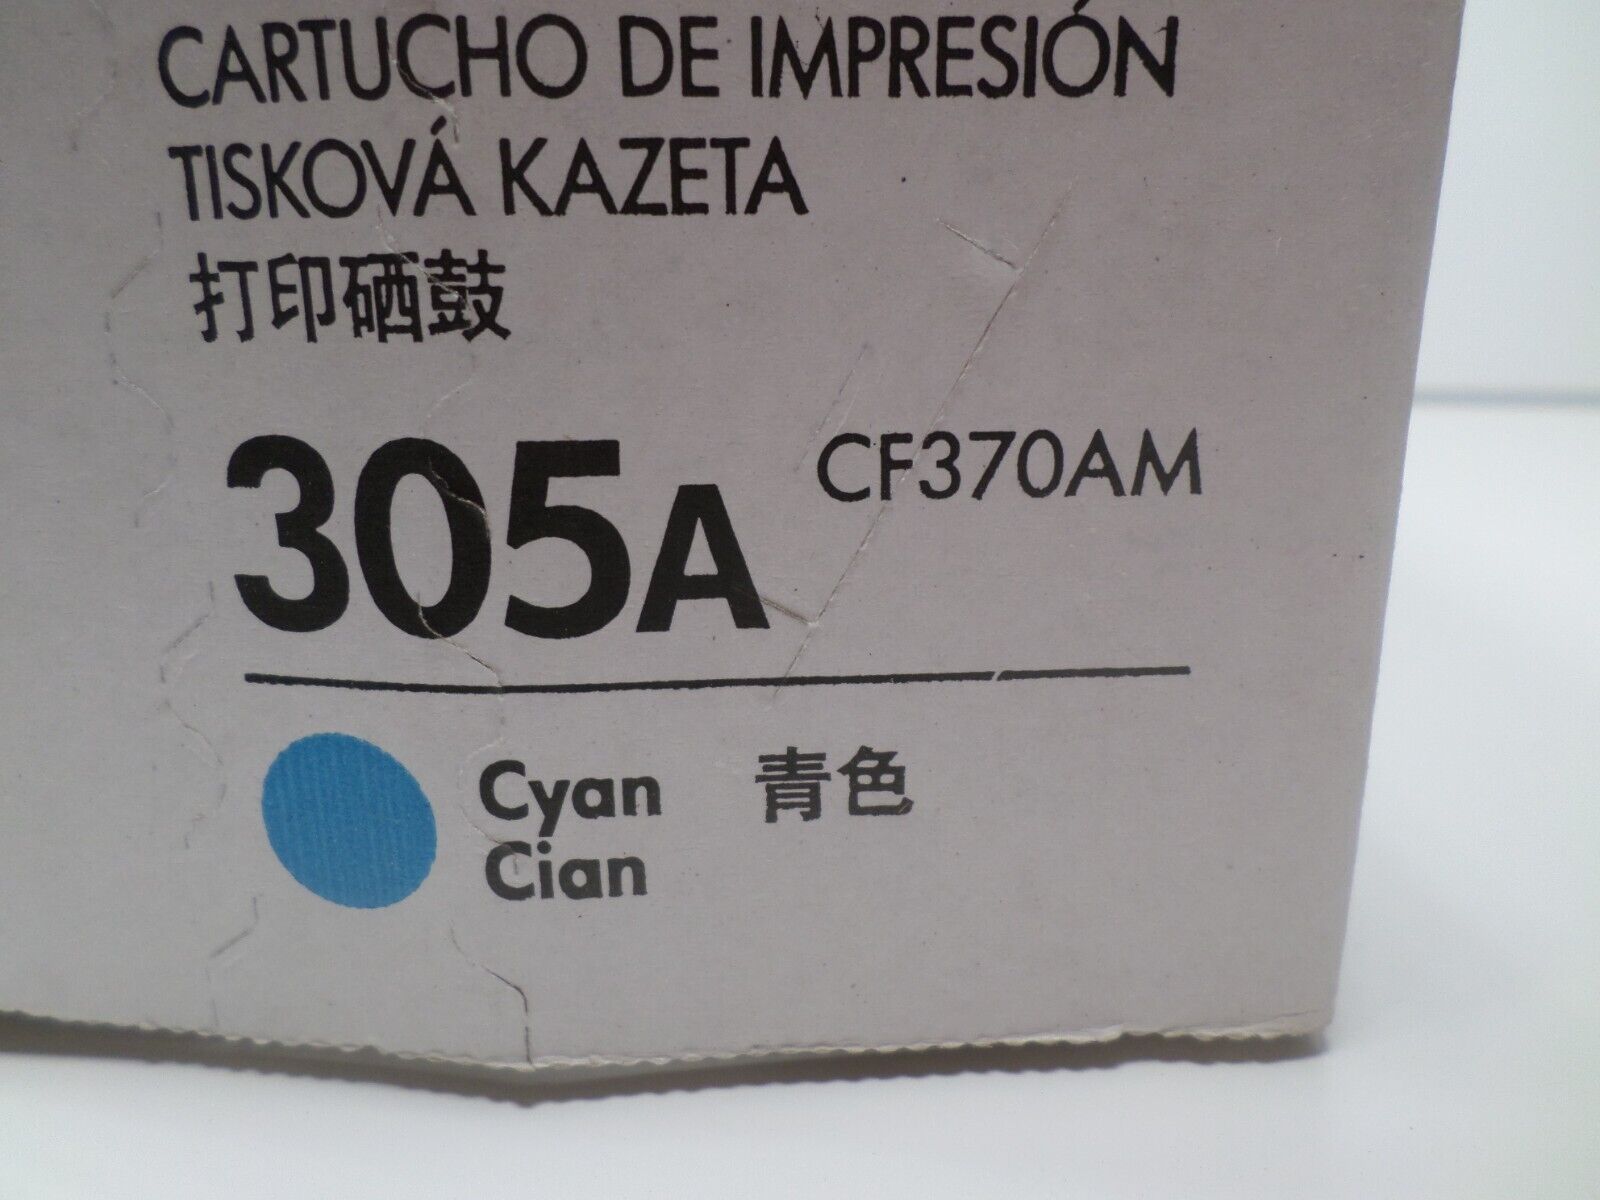 CARTUCHO DE IMPRESIÓN
TISKOVÁ KAZETA
打印硒鼓
305A CF370AM
Cyan 青色
Cian